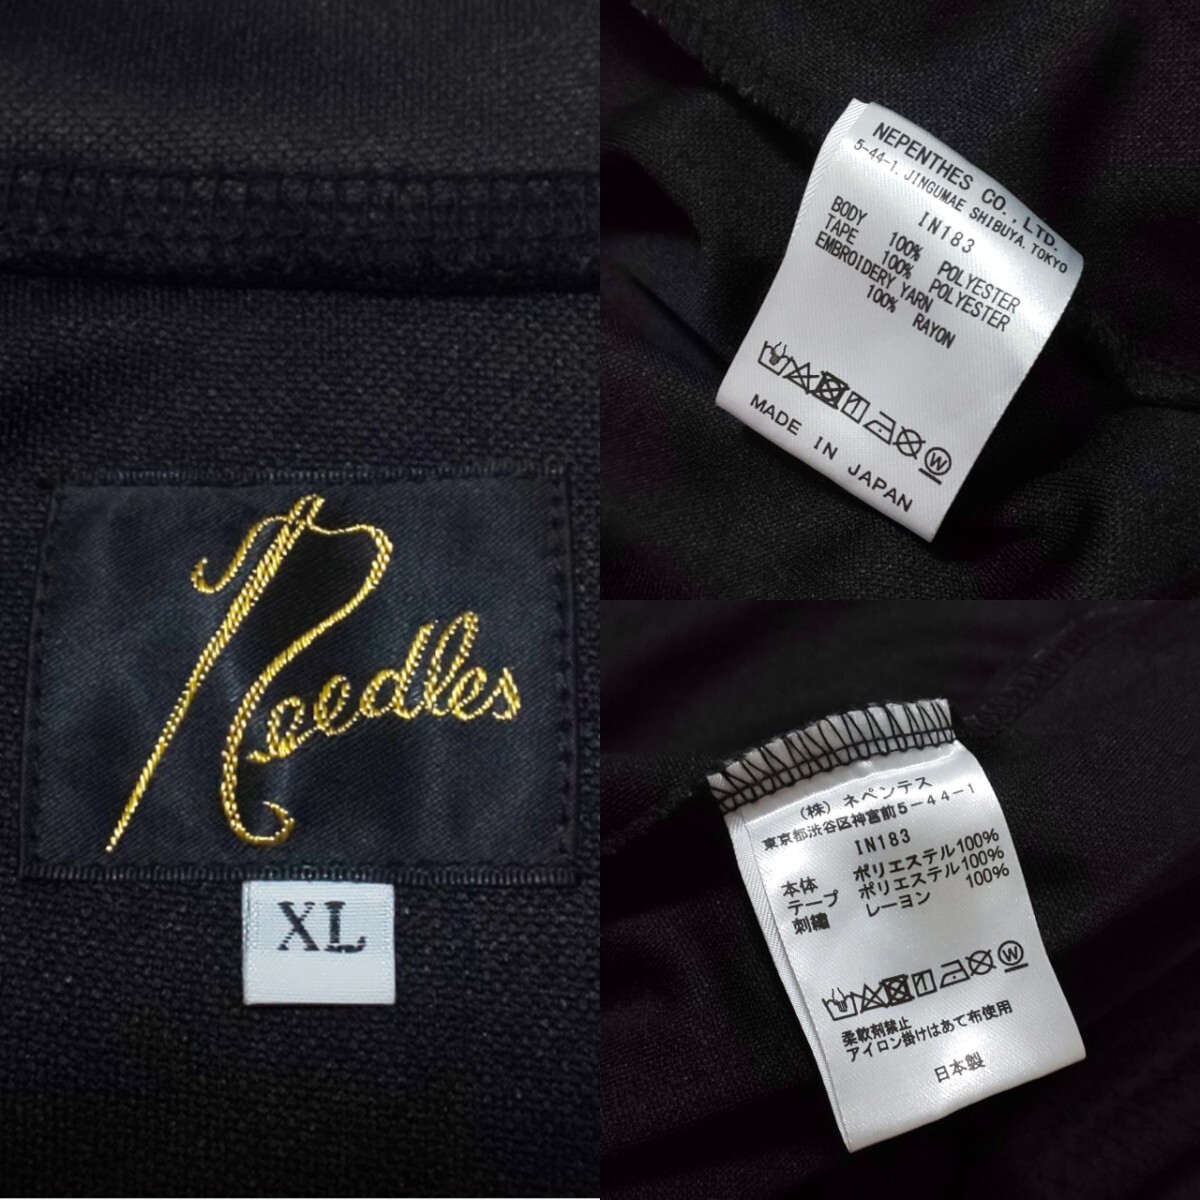 Needles
XL
NEPENTHES CO.,LTD.
5-44-1, JINGUMAE SHIBUYA. TOKYO
IN183
BODY 100% POLYESTER
TAPE 100% POLYESTER
EMBROIDERY YARN
100% RAYON
W
MADE IN JAPAN
(株) ネペンテス
東京都渋谷区神宮前5-44-1
IN183
本体 ポリエステル100%
テープ ポリエステル100%
刺繍 レーヨン 100%
W
柔軟剤禁止
アイロン掛けはあて布使用
日本製